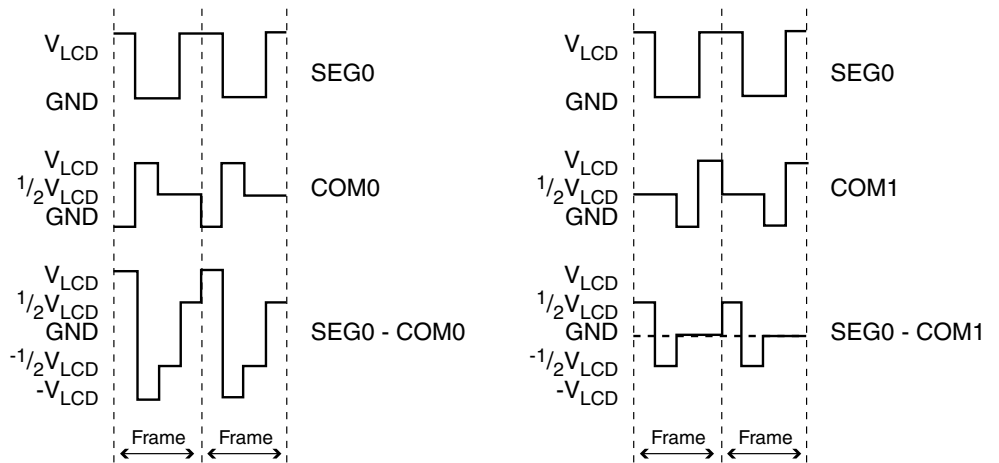 V_LCD
SEG0
GND
V_LCD
1/2V_LCD
COM0
GND
V_LCD
1/2V_LCD
GND
SEG0 - COM0
-1/2V_LCD
-V_LCD
Frame Frame
V_LCD
SEG0
GND
V_LCD
1/2V_LCD
COM1
GND
V_LCD
1/2V_LCD
GND
SEG0 - COM1
-1/2V_LCD
-V_LCD
Frame Frame